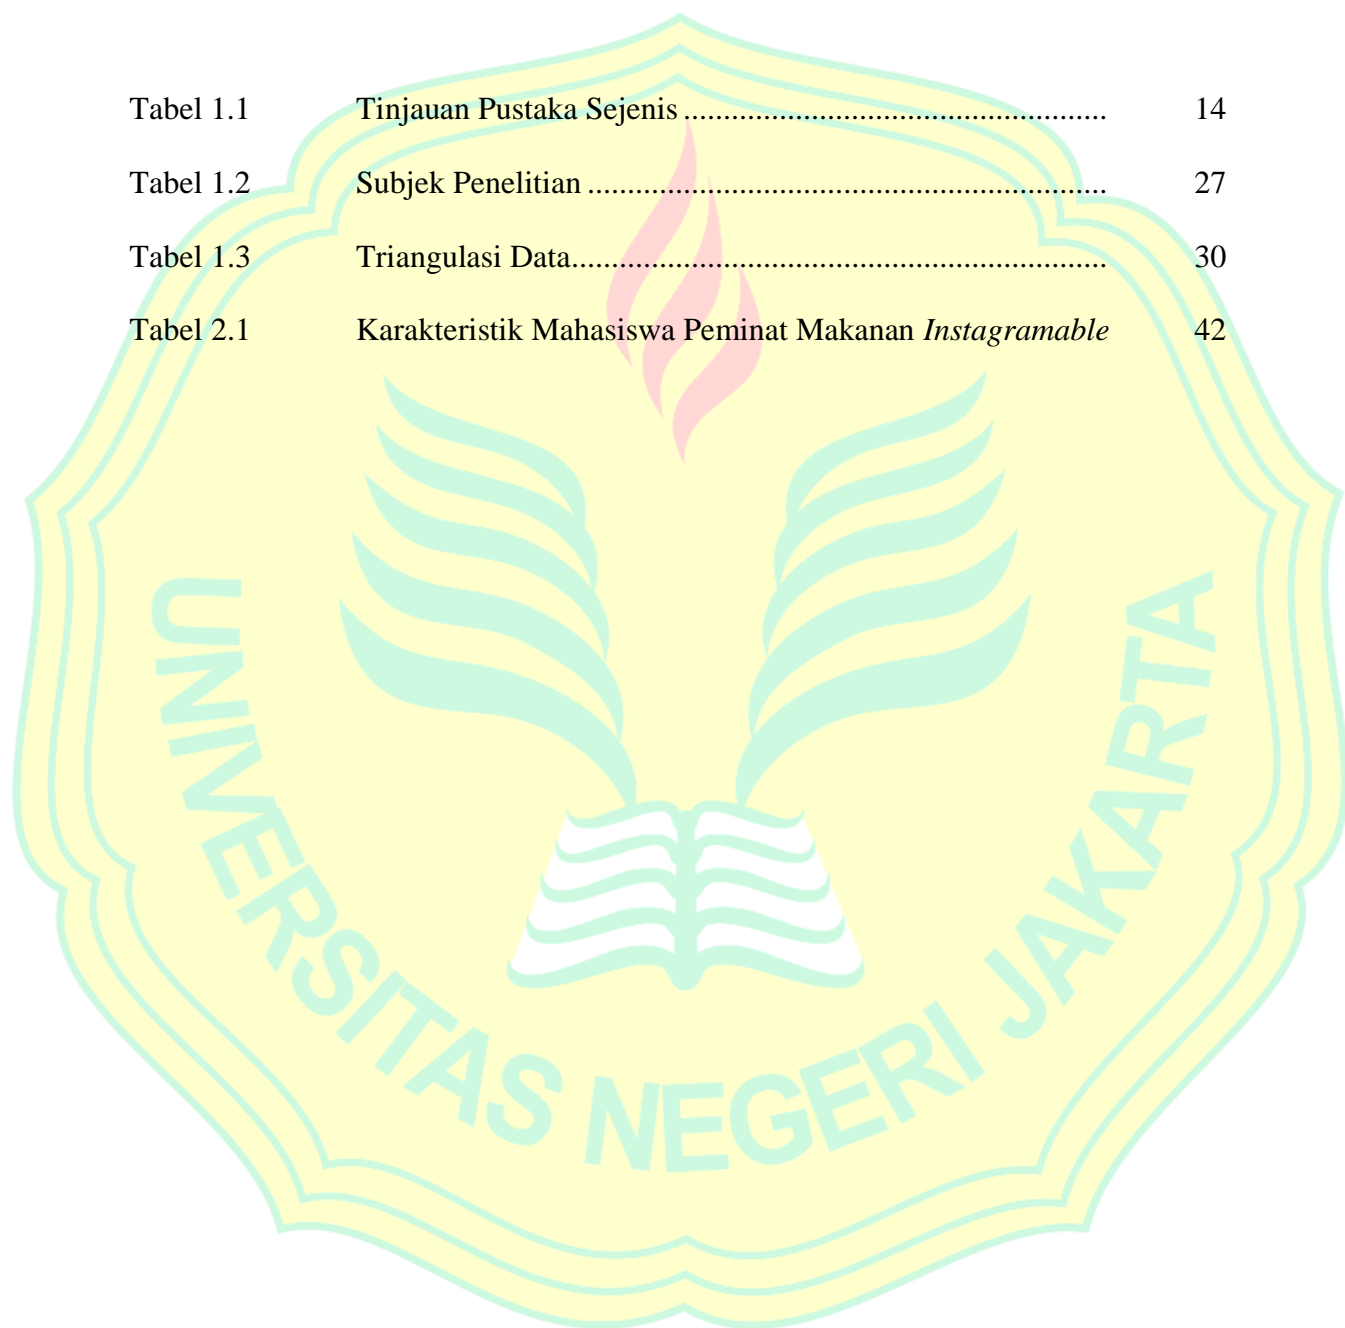 Tabel 1.1 Tinjauan Pustaka Sejenis ..................................................... 14
Tabel 1.2 Subjek Penelitian ................................................................. 27
Tabel 1.3 Triangulasi Data................................................................... 30
Tabel 2.1 Karakteristik Mahasiswa Peminat Makanan Instagramable 42
UNIVERSITAS NEGERI JAKARTA